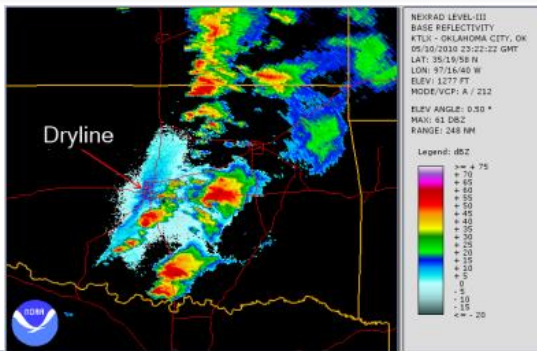 Dryline
NOAA
NEXRAD LEVEL-III
BASE REFLECTIVITY
KTLX - OKLAHOMA CITY, OK
05/10/2010 23:22:22 GMT
LAT: 35/19/58 N
LON: 97/16/40 W
ELEV: 1277 FT
MODE/VCP: A / 212
ELEV ANGLE: 0.50 °
MAX: 61 DBZ
RANGE: 248 NM
Legend: dBZ
>= + 75
+ 70
+ 65
+ 60
+ 55
+ 50
+ 45
+ 40
+ 35
+ 30
+ 25
+ 20
+ 15
+ 10
+ 5
0
- 5
- 10
- 15
<= - 20